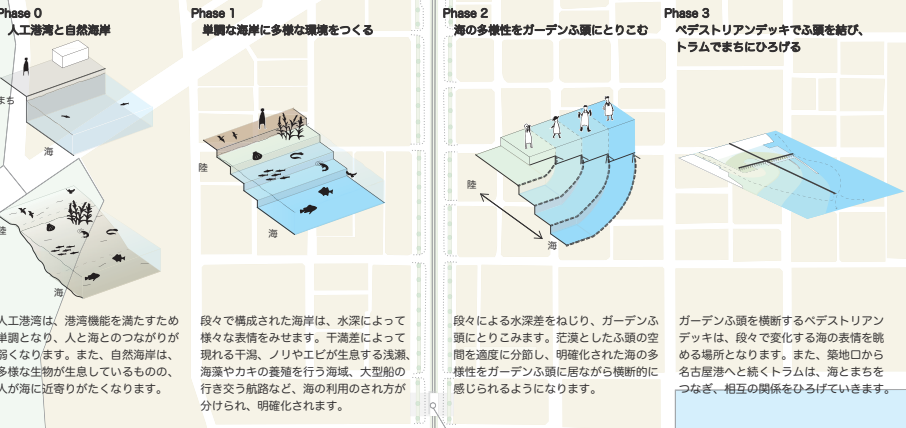 Phase 0
人工港湾と自然海岸
まち
海
陸
海
人工港湾は、港湾機能を満たすため
単調となり、人と海とのつながりが
弱くなります。また、自然海岸は、
多様な生物が生息しているものの、
人が海に近寄りがたくなります。
Phase 1
単調な海岸に多様な環境をつくる
陸
海
段々で構成された海岸は、水深によって
様々な表情をみせます。干満差によって
現れる干潟、ノリやエビが生息する浅瀬、
海藻やカキの養殖を行う海域、大型船の
行き交う航路など、海の利用のされ方が
分けられ、明確化されます。
Phase 2
海の多様性をガーデンふ頭にとりこむ
陸
海
段々による水深差をねじり、ガーデンふ
頭にとりこみます。茫漠としたふ頭の空
間を適度に分節し、明確化された海の多
様性をガーデンふ頭に居ながら横断的に
感じられるようになります。
Phase 3
ペデストリアンデッキでふ頭を結び、
トラムでまちにひろげる
ガーデンふ頭を横断するペデストリアン
デッキは、段々で変化する海の表情を眺
める場所となります。また、築地口から
名古屋港へと続くトラムは、海とまちを
つなぎ、相互の関係をひろげていきます。